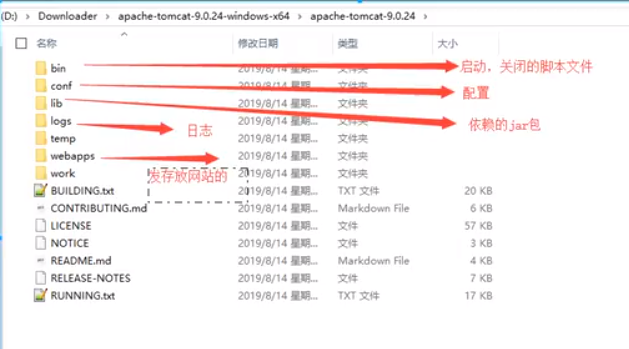 (D:) › Downloader › apache-tomcat-9.0.24-windows-x64 › apache-tomcat-9.0.24 ›
名称 修改日期 类型 大小
bin 2019/8/14 星期... 文件夹 启动，关闭的脚本文件
conf 2019/8/14 星期... 文件夹 配置
lib 2019/8/14 星期... 文件夹
logs 2019/8/14 星期... 文件夹 依赖的jar包
日志
temp 2019/8/14 星期... 文件夹
webapps 2019/8/14 星期... 文件夹
work 2019/8/14 星期... 文件夹
发存放网站的
BUILDING.txt 2019/8/14 星期... TXT 文件 20 KB
CONTRIBUTING.md 2019/8/14 星期... Markdown File 6 KB
LICENSE 2019/8/14 星期... 文件 57 KB
NOTICE 2019/8/14 星期... 文件 3 KB
README.md 2019/8/14 星期... Markdown File 4 KB
RELEASE-NOTES 2019/8/14 星期... 文件 7 KB
RUNNING.txt 2019/8/14 星期... TXT 文件 17 KB